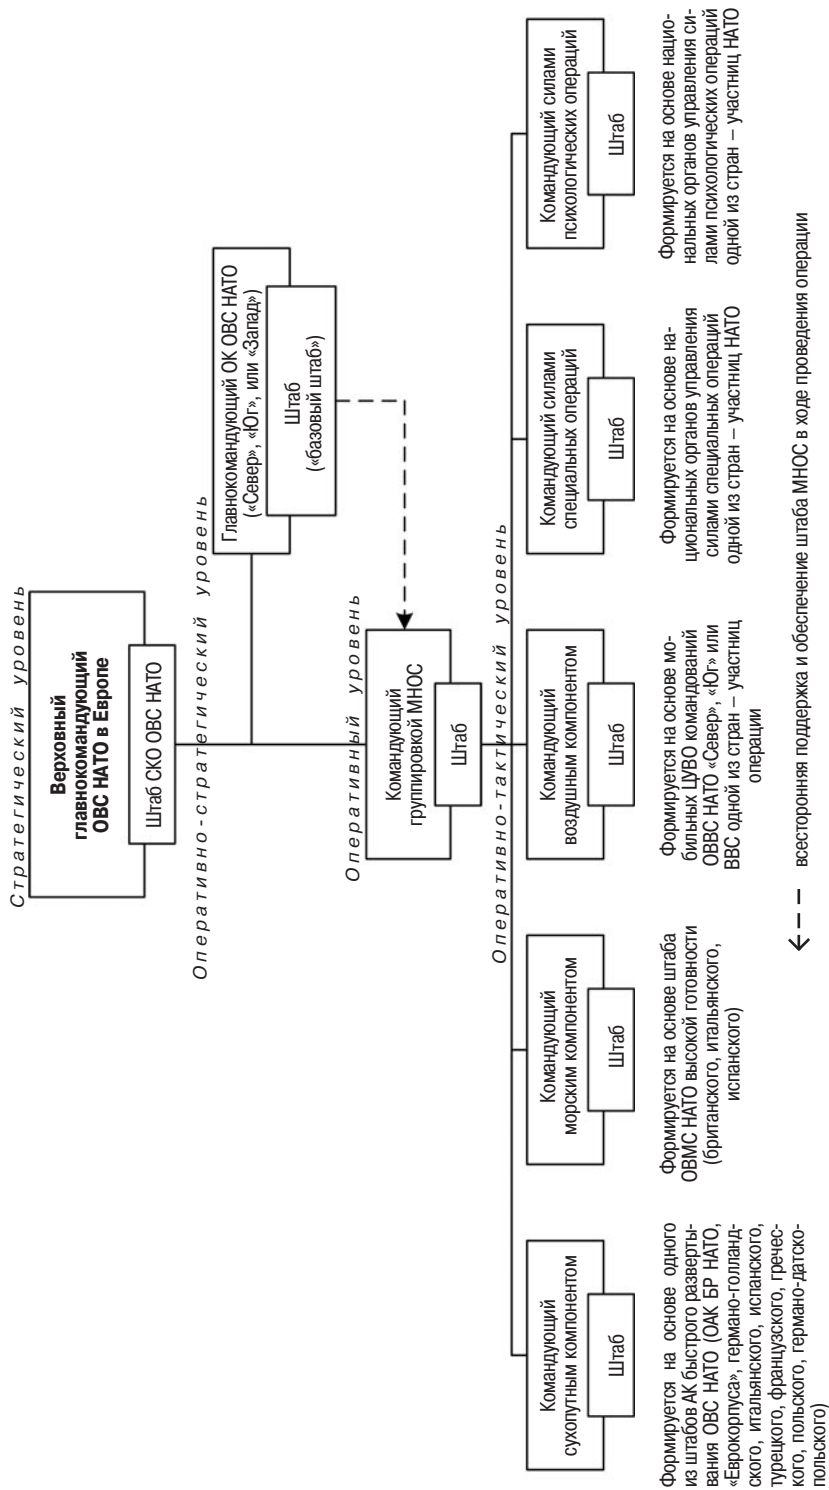 Стратегический уровень
Верховный
главнокомандующий
ОВС НАТО в Европе
Штаб СКО ОВС НАТО
Оперативно-стратегический уровень
Главнокомандующий ОК ОВС НАТО
(«Север», «Юг», или «Запад»)
Штаб
(«базовый штаб»)
Оперативный уровень
Командующий
группировкой МНОС
Штаб
Оперативно-тактический уровень
Командующий
сухопутным компонентом
Штаб
Формируется на основе одного
из штабов АК быстрого разверты-
вания ОВС НАТО (ОАК БР НАТО,
«Еврокорпуса», германо-голланд-
ского, итальянского, испанского,
турецкого, французского, гречес-
кого, польского, германо-датско-
польского)
Командующий
морским компонентом
Штаб
Формируется на основе штаба
ОВМС НАТО высокой готовности
(британского, итальянского,
испанского)
Командующий
воздушным компонентом
Штаб
Формируется на основе мо-
бильных ЦУВО командований
ОВВС НАТО «Север», «Юг» или
ВВС одной из стран – участниц
операции
Командующий силами
специальных операций
Штаб
Формируется на основе на-
циональных органов управления
силами специальных операций
одной из стран – участниц НАТО
Командующий силами
психологических операций
Штаб
Формируется на основе нацио-
нальных органов управления си-
лами психологических операций
одной из стран – участниц НАТО
всесторонняя поддержка и обеспечение штаба МНОС в ходе проведения операции